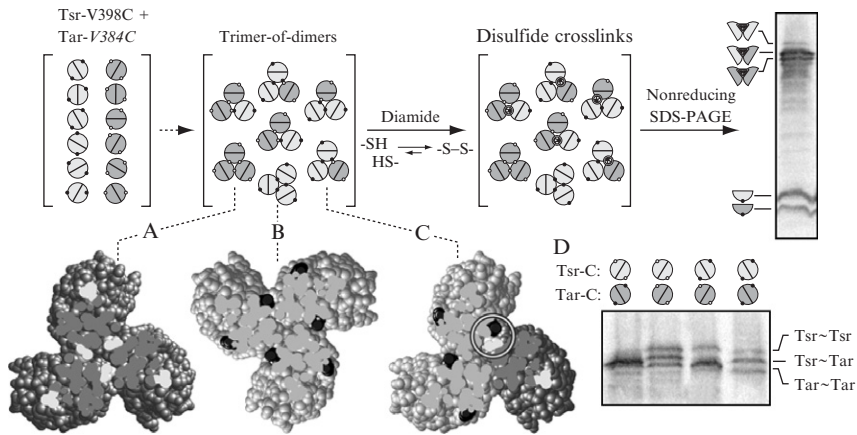 Tsr-V398C +
Tar-V384C
Trimer-of-dimers
Disulfide crosslinks
Diamide
-SH
HS-
-S–S-
Nonreducing
SDS-PAGE
A
B
C
D
Tsr-C:
Tar-C:
Tsr~Tsr
Tsr~Tar
Tar~Tar